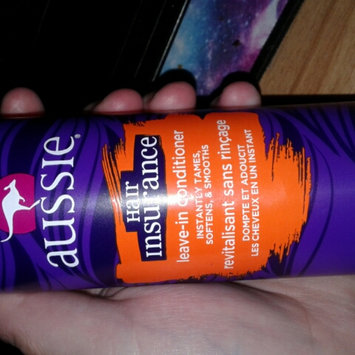 aussie
Hair
insurance
leave-in conditioner
INSTANTLY TAMES,
SOFTENS, & SMOOTHS
revitalisant sans rinçage
DOMPTE ET ADOUCIT
LES CHEVEUX EN UN INSTANT